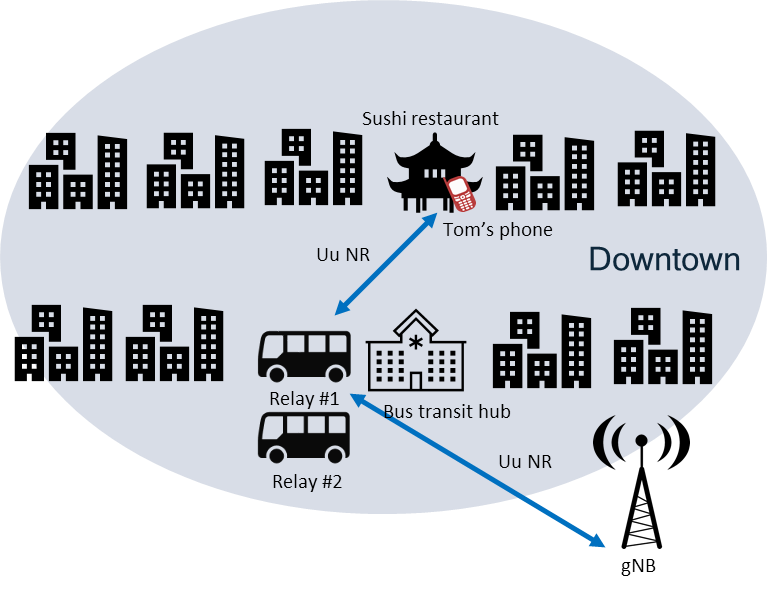 Sushi restaurant
Tom's phone
Uu NR
Downtown
Relay #1
Bus transit hub
Uu NR
Relay #2
gNB